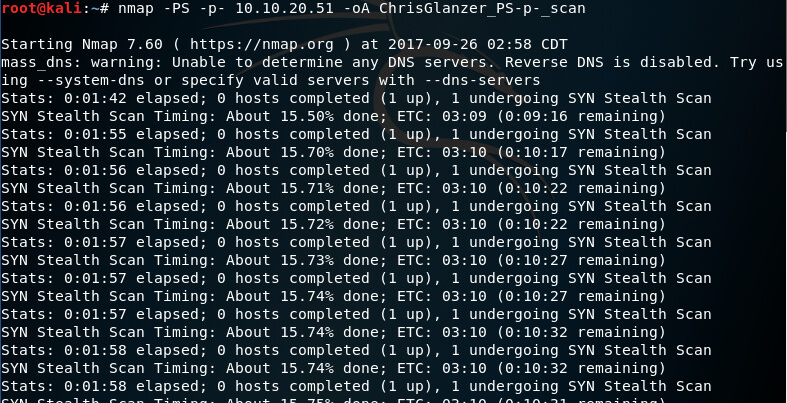 root@kali:~# nmap -PS -p- 10.10.20.51 -oA ChrisGlanzer_PS-p-_scan
Starting Nmap 7.60 ( https://nmap.org ) at 2017-09-26 02:58 CDT
mass_dns: warning: Unable to determine any DNS servers. Reverse DNS is disabled. Try us
ing --system-dns or specify valid servers with --dns-servers
Stats: 0:01:42 elapsed; 0 hosts completed (1 up), 1 undergoing SYN Stealth Scan
SYN Stealth Scan Timing: About 15.50% done; ETC: 03:09 (0:09:16 remaining)
Stats: 0:01:55 elapsed; 0 hosts completed (1 up), 1 undergoing SYN Stealth Scan
SYN Stealth Scan Timing: About 15.70% done; ETC: 03:10 (0:10:17 remaining)
Stats: 0:01:56 elapsed; 0 hosts completed (1 up), 1 undergoing SYN Stealth Scan
SYN Stealth Scan Timing: About 15.71% done; ETC: 03:10 (0:10:22 remaining)
Stats: 0:01:56 elapsed; 0 hosts completed (1 up), 1 undergoing SYN Stealth Scan
SYN Stealth Scan Timing: About 15.72% done; ETC: 03:10 (0:10:22 remaining)
Stats: 0:01:57 elapsed; 0 hosts completed (1 up), 1 undergoing SYN Stealth Scan
SYN Stealth Scan Timing: About 15.73% done; ETC: 03:10 (0:10:27 remaining)
Stats: 0:01:57 elapsed; 0 hosts completed (1 up), 1 undergoing SYN Stealth Scan
SYN Stealth Scan Timing: About 15.74% done; ETC: 03:10 (0:10:27 remaining)
Stats: 0:01:57 elapsed; 0 hosts completed (1 up), 1 undergoing SYN Stealth Scan
SYN Stealth Scan Timing: About 15.74% done; ETC: 03:10 (0:10:32 remaining)
Stats: 0:01:58 elapsed; 0 hosts completed (1 up), 1 undergoing SYN Stealth Scan
SYN Stealth Scan Timing: About 15.74% done; ETC: 03:10 (0:10:32 remaining)
Stats: 0:01:58 elapsed; 0 hosts completed (1 up), 1 undergoing SYN Stealth Scan
SYN Stealth Scan Timing: About 15.75% done; ETC: 03:10 remaining)